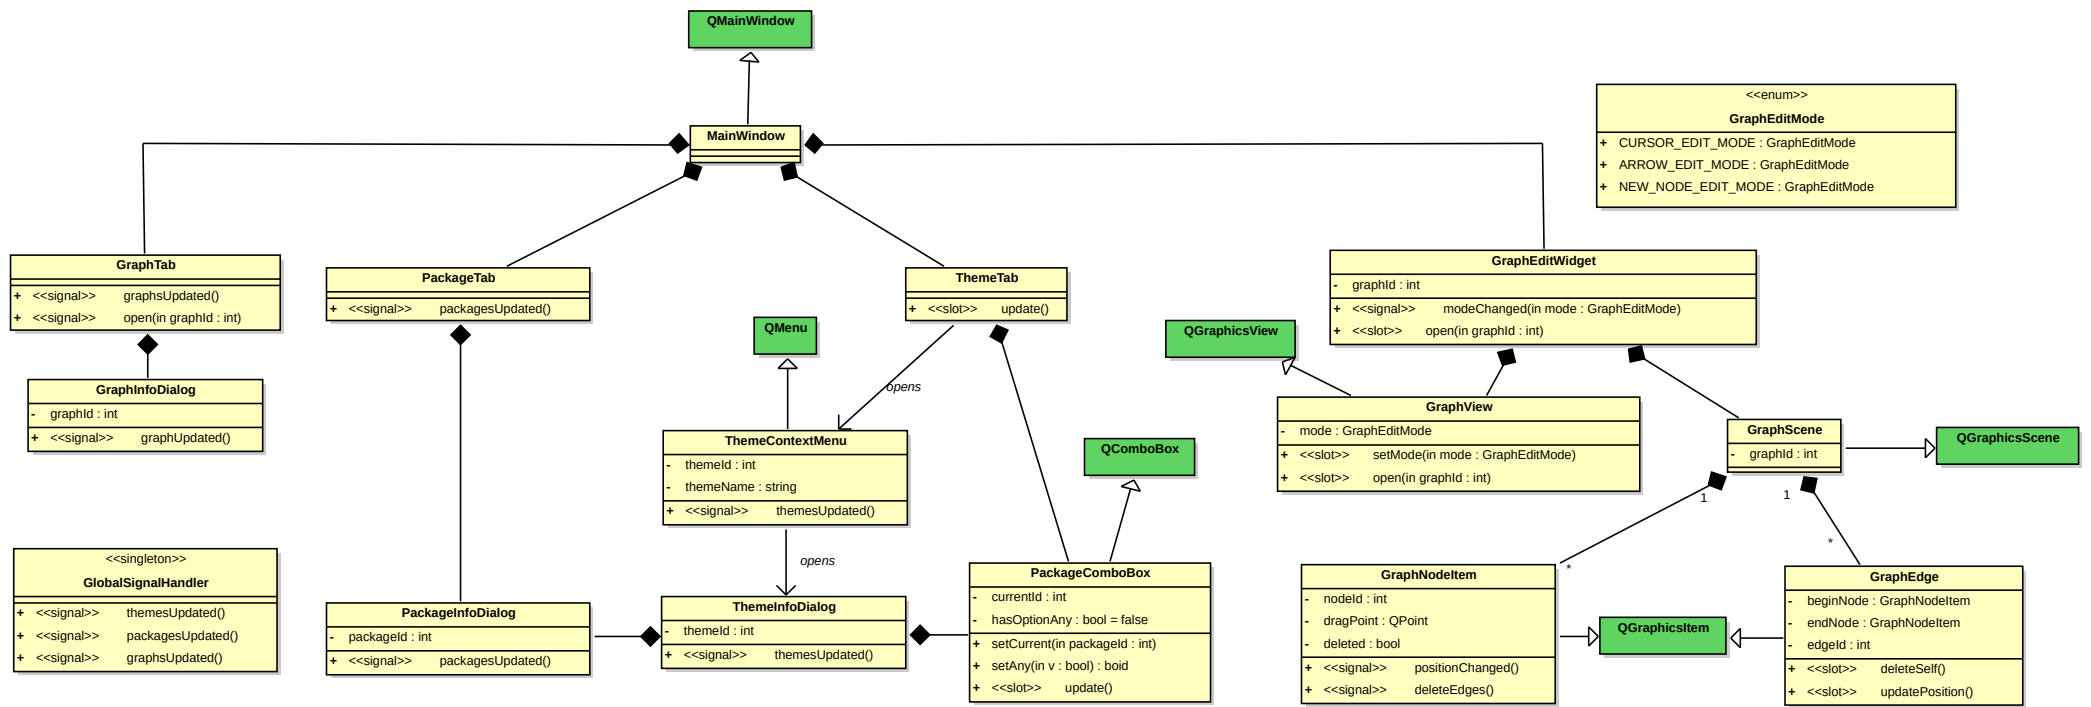 QMainWindow
MainWindow
<<enum>>
GraphEditMode
+ CURSOR_EDIT_MODE : GraphEditMode
+ ARROW_EDIT_MODE : GraphEditMode
+ NEW_NODE_EDIT_MODE : GraphEditMode
GraphTab
+ <<signal>> graphsUpdated()
+ <<signal>> open(in graphId : int)
PackageTab
+ <<signal>> packagesUpdated()
ThemeTab
+ <<slot>> update()
GraphEditWidget
- graphId : int
+ <<signal>> modeChanged(in mode : GraphEditMode)
+ <<slot>> open(in graphId : int)
QMenu
QGraphicsView
opens
GraphInfoDialog
- graphId : int
+ <<signal>> graphUpdated()
GraphView
- mode : GraphEditMode
+ <<slot>> setMode(in mode : GraphEditMode)
+ <<slot>> open(in graphId : int)
GraphScene
- graphId : int
QGraphicsScene
ThemeContextMenu
- themeId : int
- themeName : string
+ <<signal>> themesUpdated()
QComboBox
1
1
*
*
opens
<<singleton>>
GlobalSignalHandler
+ <<signal>> themesUpdated()
+ <<signal>> packagesUpdated()
+ <<signal>> graphsUpdated()
PackageInfoDialog
- packageId : int
+ <<signal>> packagesUpdated()
ThemeInfoDialog
- themeId : int
+ <<signal>> themesUpdated()
PackageComboBox
- currentId : int
- hasOptionAny : bool = false
+ setCurrent(in packageId : int)
+ setAny(in v : bool) : boid
+ <<slot>> update()
GraphNodeItem
- nodeId : int
- dragPoint : QPoint
- deleted : bool
+ <<signal>> positionChanged()
+ <<signal>> deleteEdges()
QGraphicsItem
GraphEdge
- beginNode : GraphNodeItem
- endNode : GraphNodeItem
- edgeId : int
+ <<slot>> deleteSelf()
+ <<slot>> updatePosition()